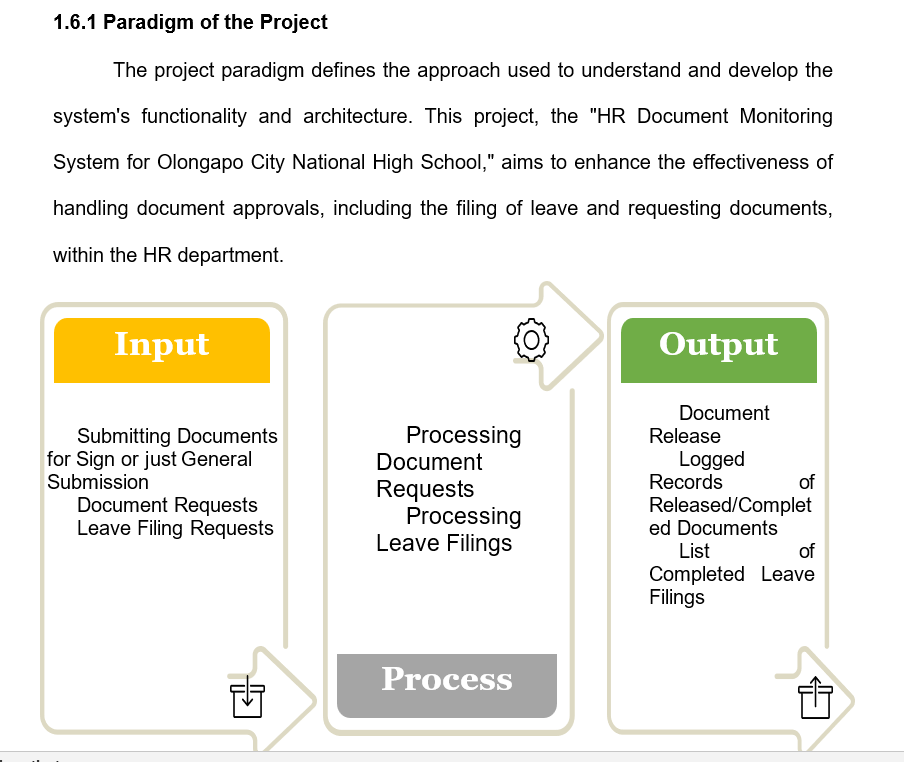 1.6.1 Paradigm of the Project
The project paradigm defines the approach used to understand and develop the
system's functionality and architecture. This project, the "HR Document Monitoring
System for Olongapo City National High School," aims to enhance the effectiveness of
handling document approvals, including the filing of leave and requesting documents,
within the HR department.
Input
Submitting Documents
for Sign or just General
Submission
Document Requests
Leave Filing Requests
Processing
Document
Requests
Processing
Leave Filings
Process
Output
Document
Release
Logged
Records of
Released/Complet
ed Documents
List of
Completed Leave
Filings